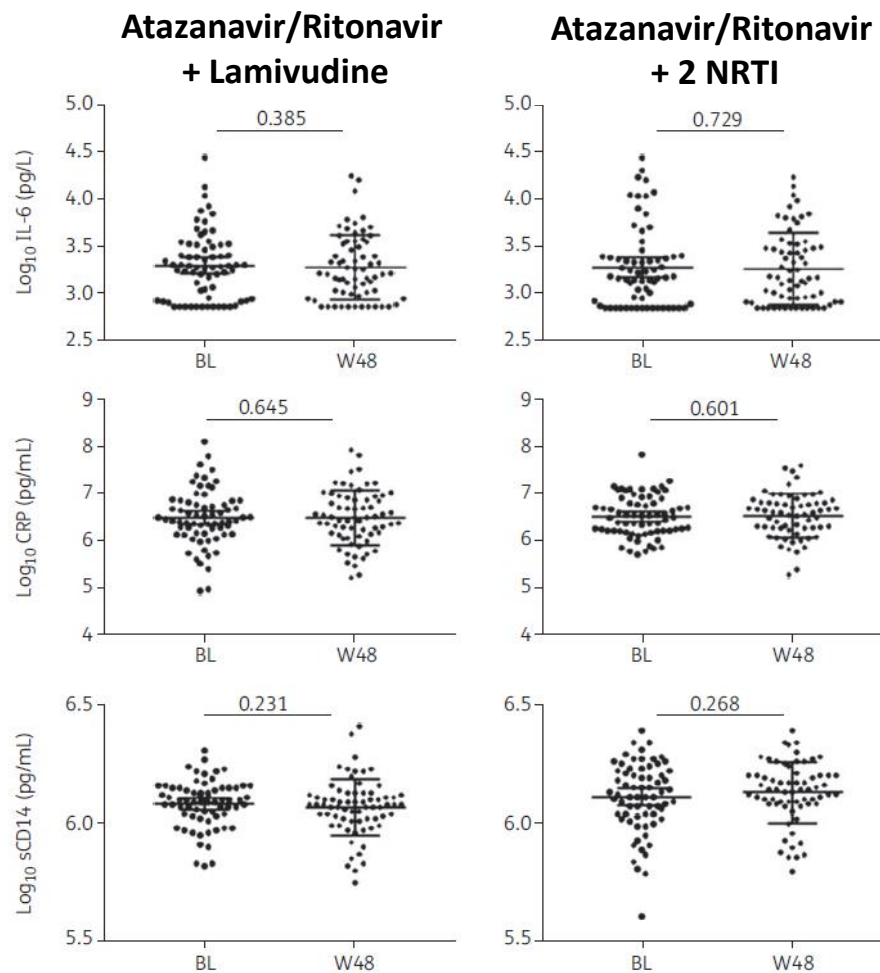 Atazanavir/Ritonavir
+ Lamivudine
Atazanavir/Ritonavir
+ 2 NRTI
Log₁₀ IL-6 (pg/L)
5.0
4.5
4.0
3.5
3.0
2.5
0.385
BL
W48
5.0
4.5
4.0
3.5
3.0
2.5
0.729
BL
W48
Log₁₀ CRP (pg/mL)
9
8
7
6
5
4
0.645
BL
W48
9
8
7
6
5
4
0.601
BL
W48
Log₁₀ sCD14 (pg/mL)
6.5
6.0
5.5
0.231
BL
W48
6.5
6.0
5.5
0.268
BL
W48